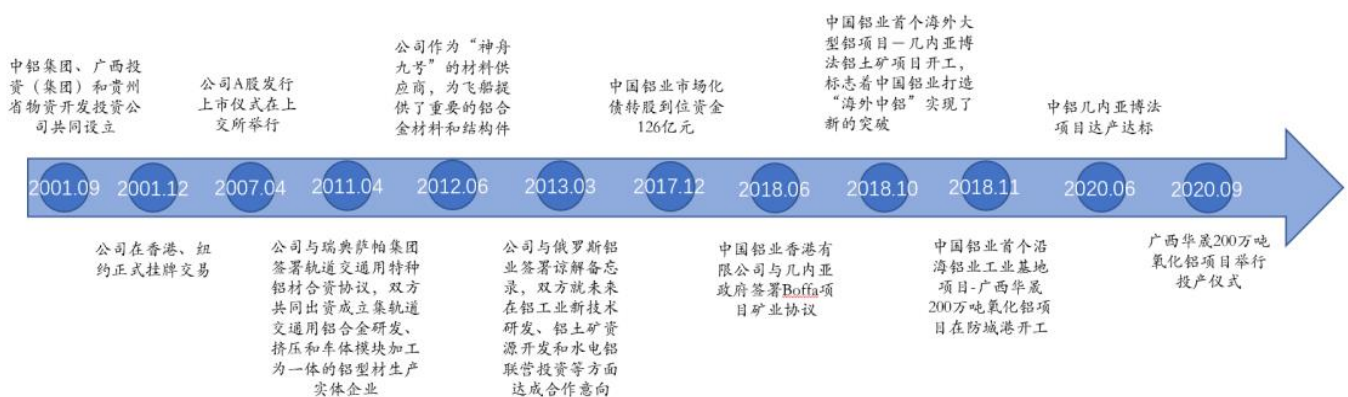 中铝集团、广西投
资（集团）和贵州
省物资开发投资公
司共同设立
公司A股发行
上市仪式在上
交所举行
公司作为“神舟
九号”的材料供
应商，为飞船提
供了重要的铝合
金材料和结构件
中国铝业市场化
债转股到位资金
126亿元
中国铝业首个海外大
型铝项目－几内亚博
法铝土矿项目开工，
标志着中国铝业打造
“海外中铝”实现了
新的突破
中铝几内亚博法
项目达产达标
2001.09 2001.12 2007.04 2011.04 2012.06 2013.03 2017.12 2018.06 2018.10 2018.11 2020.06 2020.09
公司在香港、纽
约正式挂牌交易
公司与瑞典萨帕集团
签署轨道交通用特种
铝材合资协议，双方
共同出资成立集轨道
交通用铝合金研发、
挤压和车体模块加工
为一体的铝型材生产
实体企业
公司与俄罗斯铝
业签署谅解备忘
录，双方就未来
在铝工业新技术
研发、铝土矿资
源开发和水电铝
联营投资等方面
达成合作意向
中国铝业香港有
限公司与几内亚
政府签署Boffa项
目矿业协议
中国铝业首个沿
海铝业工业基地
项目-广西华晟
200万吨氧化铝项
目在防城港开工
广西华晟200万吨
氧化铝项目举行
投产仪式